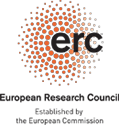 erc
European Research Council
Established by
the European Commission